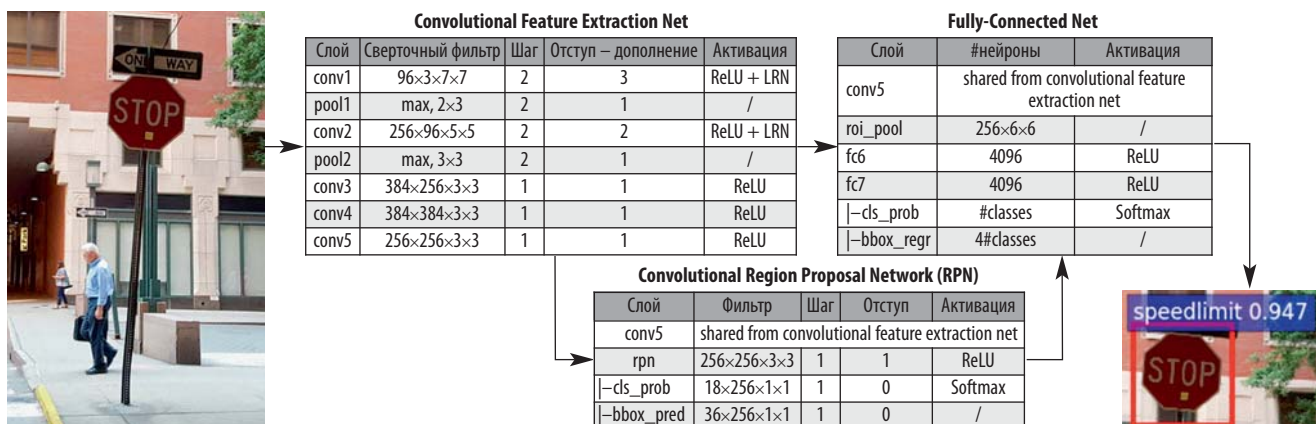 ONE WAY
STOP
Convolutional Feature Extraction Net
Слой Сверточный фильтр Шаг Отступ – дополнение Активация
conv1 96×3×7×7 2 3 ReLU + LRN
pool1 max, 2×3 2 1 /
conv2 256×96×5×5 2 2 ReLU + LRN
pool2 max, 3×3 2 1 /
conv3 384×256×3×3 1 1 ReLU
conv4 384×384×3×3 1 1 ReLU
conv5 256×256×3×3 1 1 ReLU
Fully-Connected Net
Слой #нейроны Активация
conv5 shared from convolutional feature
extraction net
roi_pool 256×6×6 /
fc6 4096 ReLU
fc7 4096 ReLU
|–cls_prob #classes Softmax
|–bbox_regr 4#classes /
Convolutional Region Proposal Network (RPN)
Слой Фильтр Шаг Отступ Активация
conv5 shared from convolutional feature extraction net
rpn 256×256×3×3 1 1 ReLU
|–cls_prob 18×256×1×1 1 0 Softmax
|–bbox_pred 36×256×1×1 1 0 /
speedlimit 0.947
STOP